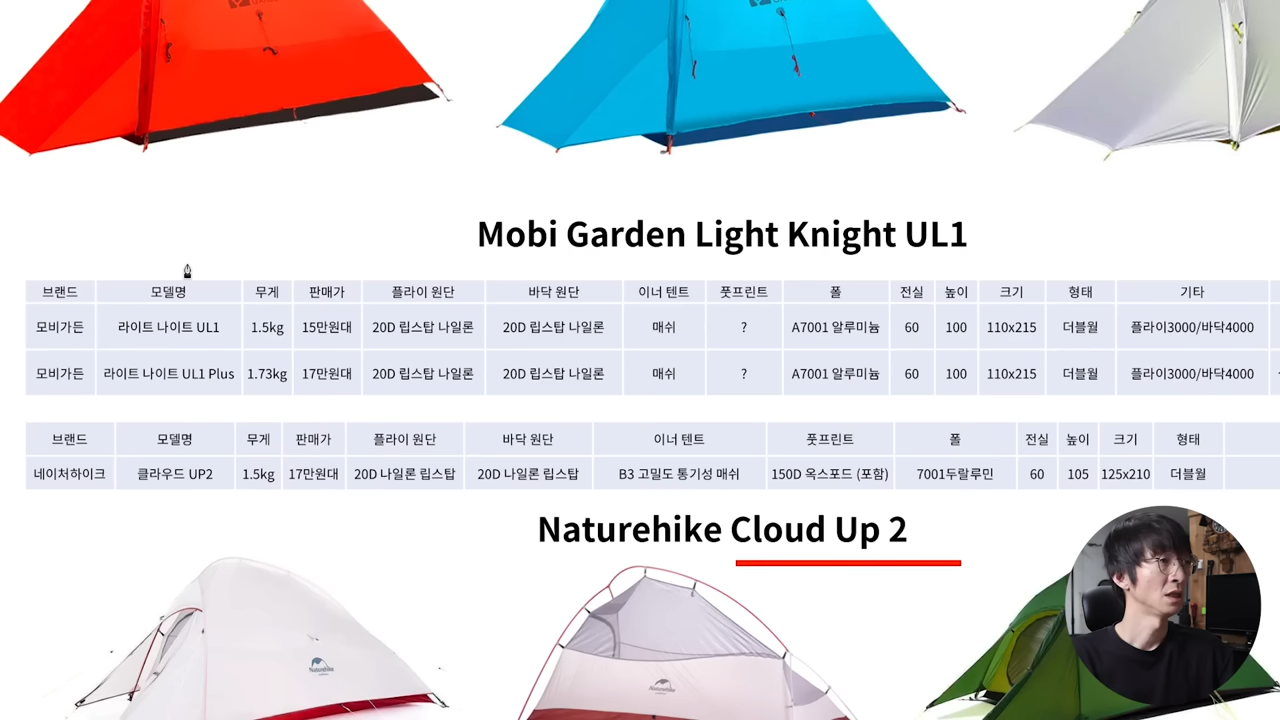 Mobi Garden Light Knight UL1
브랜드 모델명 무게 판매가 플라이 원단 바닥 원단 이너 텐트 풋프린트 폴 전실 높이 크기 형태 기타
모비가든 라이트 나이트 UL1 1.5kg 15만원대 20D 립스탑 나일론 20D 립스탑 나일론 매쉬 ? A7001 알루미늄 60 100 110x215 더블월 플라이3000/바닥4000
모비가든 라이트 나이트 UL1 Plus 1.73kg 17만원대 20D 립스탑 나일론 20D 립스탑 나일론 매쉬 ? A7001 알루미늄 60 100 110x215 더블월 플라이3000/바닥4000
브랜드 모델명 무게 판매가 플라이 원단 바닥 원단 이너 텐트 풋프린트 폴 전실 높이 크기 형태
네이처하이크 클라우드 UP2 1.5kg 17만원대 20D 나일론 립스탑 20D 나일론 립스탑 B3 고밀도 통기성 매쉬 150D 옥스포드 (포함) 7001두랄루민 60 105 125x210 더블월
Naturehike Cloud Up 2
Naturehike
Naturehike